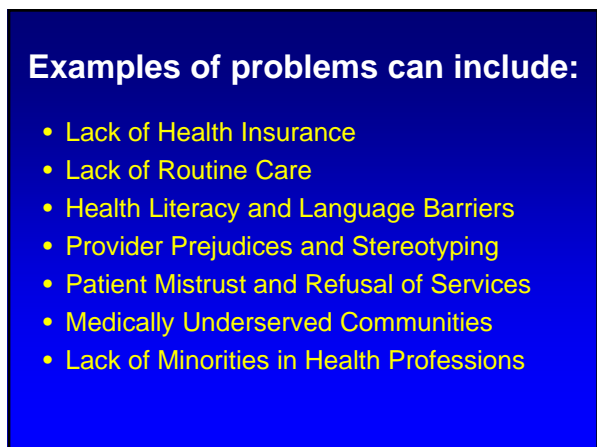 Examples of problems can include:
• Lack of Health Insurance
• Lack of Routine Care
• Health Literacy and Language Barriers
• Provider Prejudices and Stereotyping
• Patient Mistrust and Refusal of Services
• Medically Underserved Communities
• Lack of Minorities in Health Professions